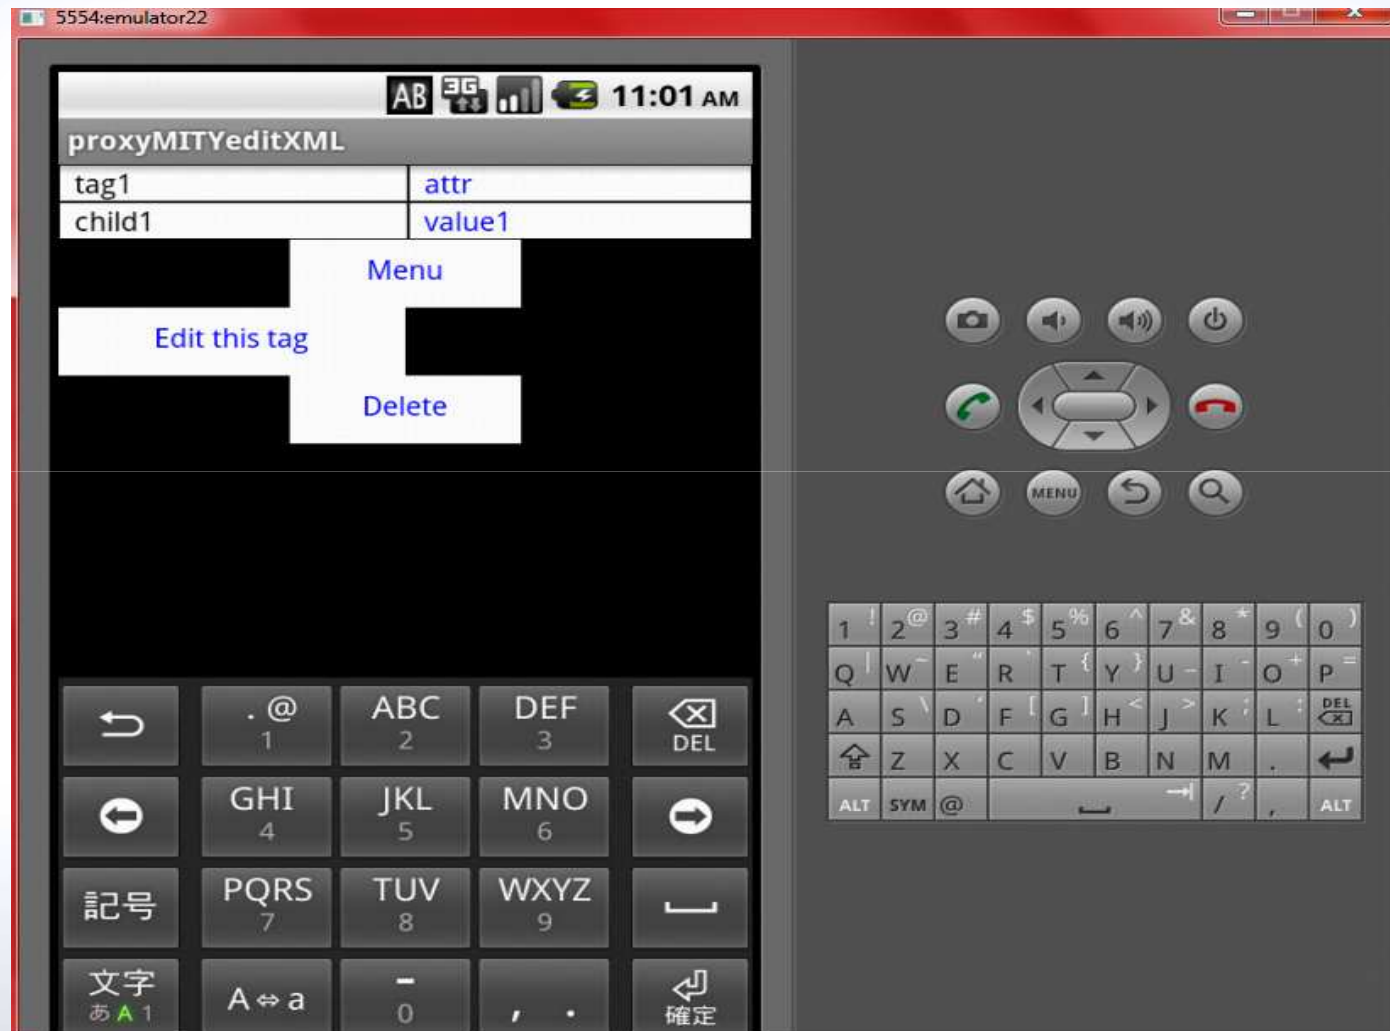 5554:emulator22
AB 3G 11:01 AM
proxyMITYeditXML
tag1 attr
child1 value1
Menu
Edit this tag
Delete
MENU
1 ! 2 @ 3 # 4 $ 5 % 6 ^ 7 & 8 * 9 ( 0 )
Q | W ~ E " R ` T { Y } U _ I - O + P =
A S \ D ' F [ G ] H < J > K ; L : DEL
Z X C V B N M .
ALT SYM @ / ? , ALT
. @ ABC DEF
1 2 3 DEL
GHI JKL MNO
4 5 6
記号 PQRS TUV WXYZ
7 8 9
文字 A⇔a - , .
あ A 1 0 確定